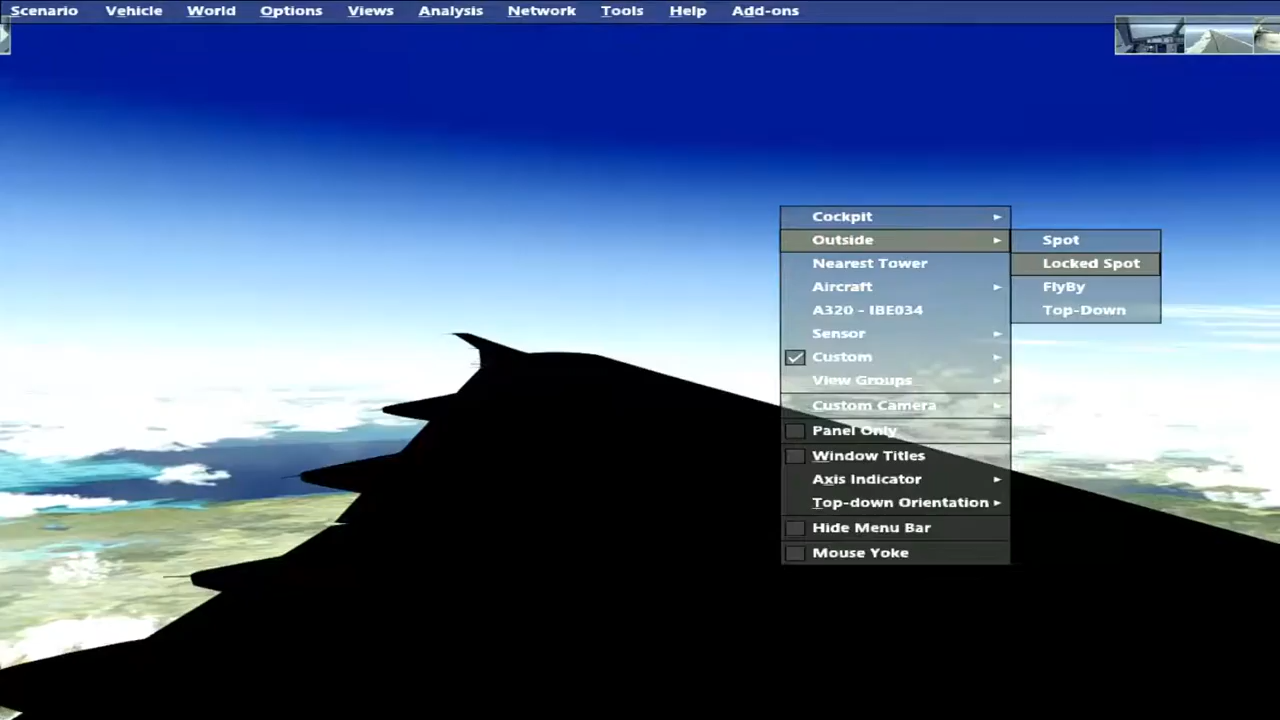 Scenario Vehicle World Options Views Analysis Network Tools Help Add-ons
Cockpit
Outside
Nearest Tower
Aircraft
A320 - IBE034
Sensor
Custom
View Groups
Custom Camera
Panel Only
Window Titles
Axis Indicator
Top-down Orientation
Hide Menu Bar
Mouse Yoke
Spot
Locked Spot
FlyBy
Top-Down